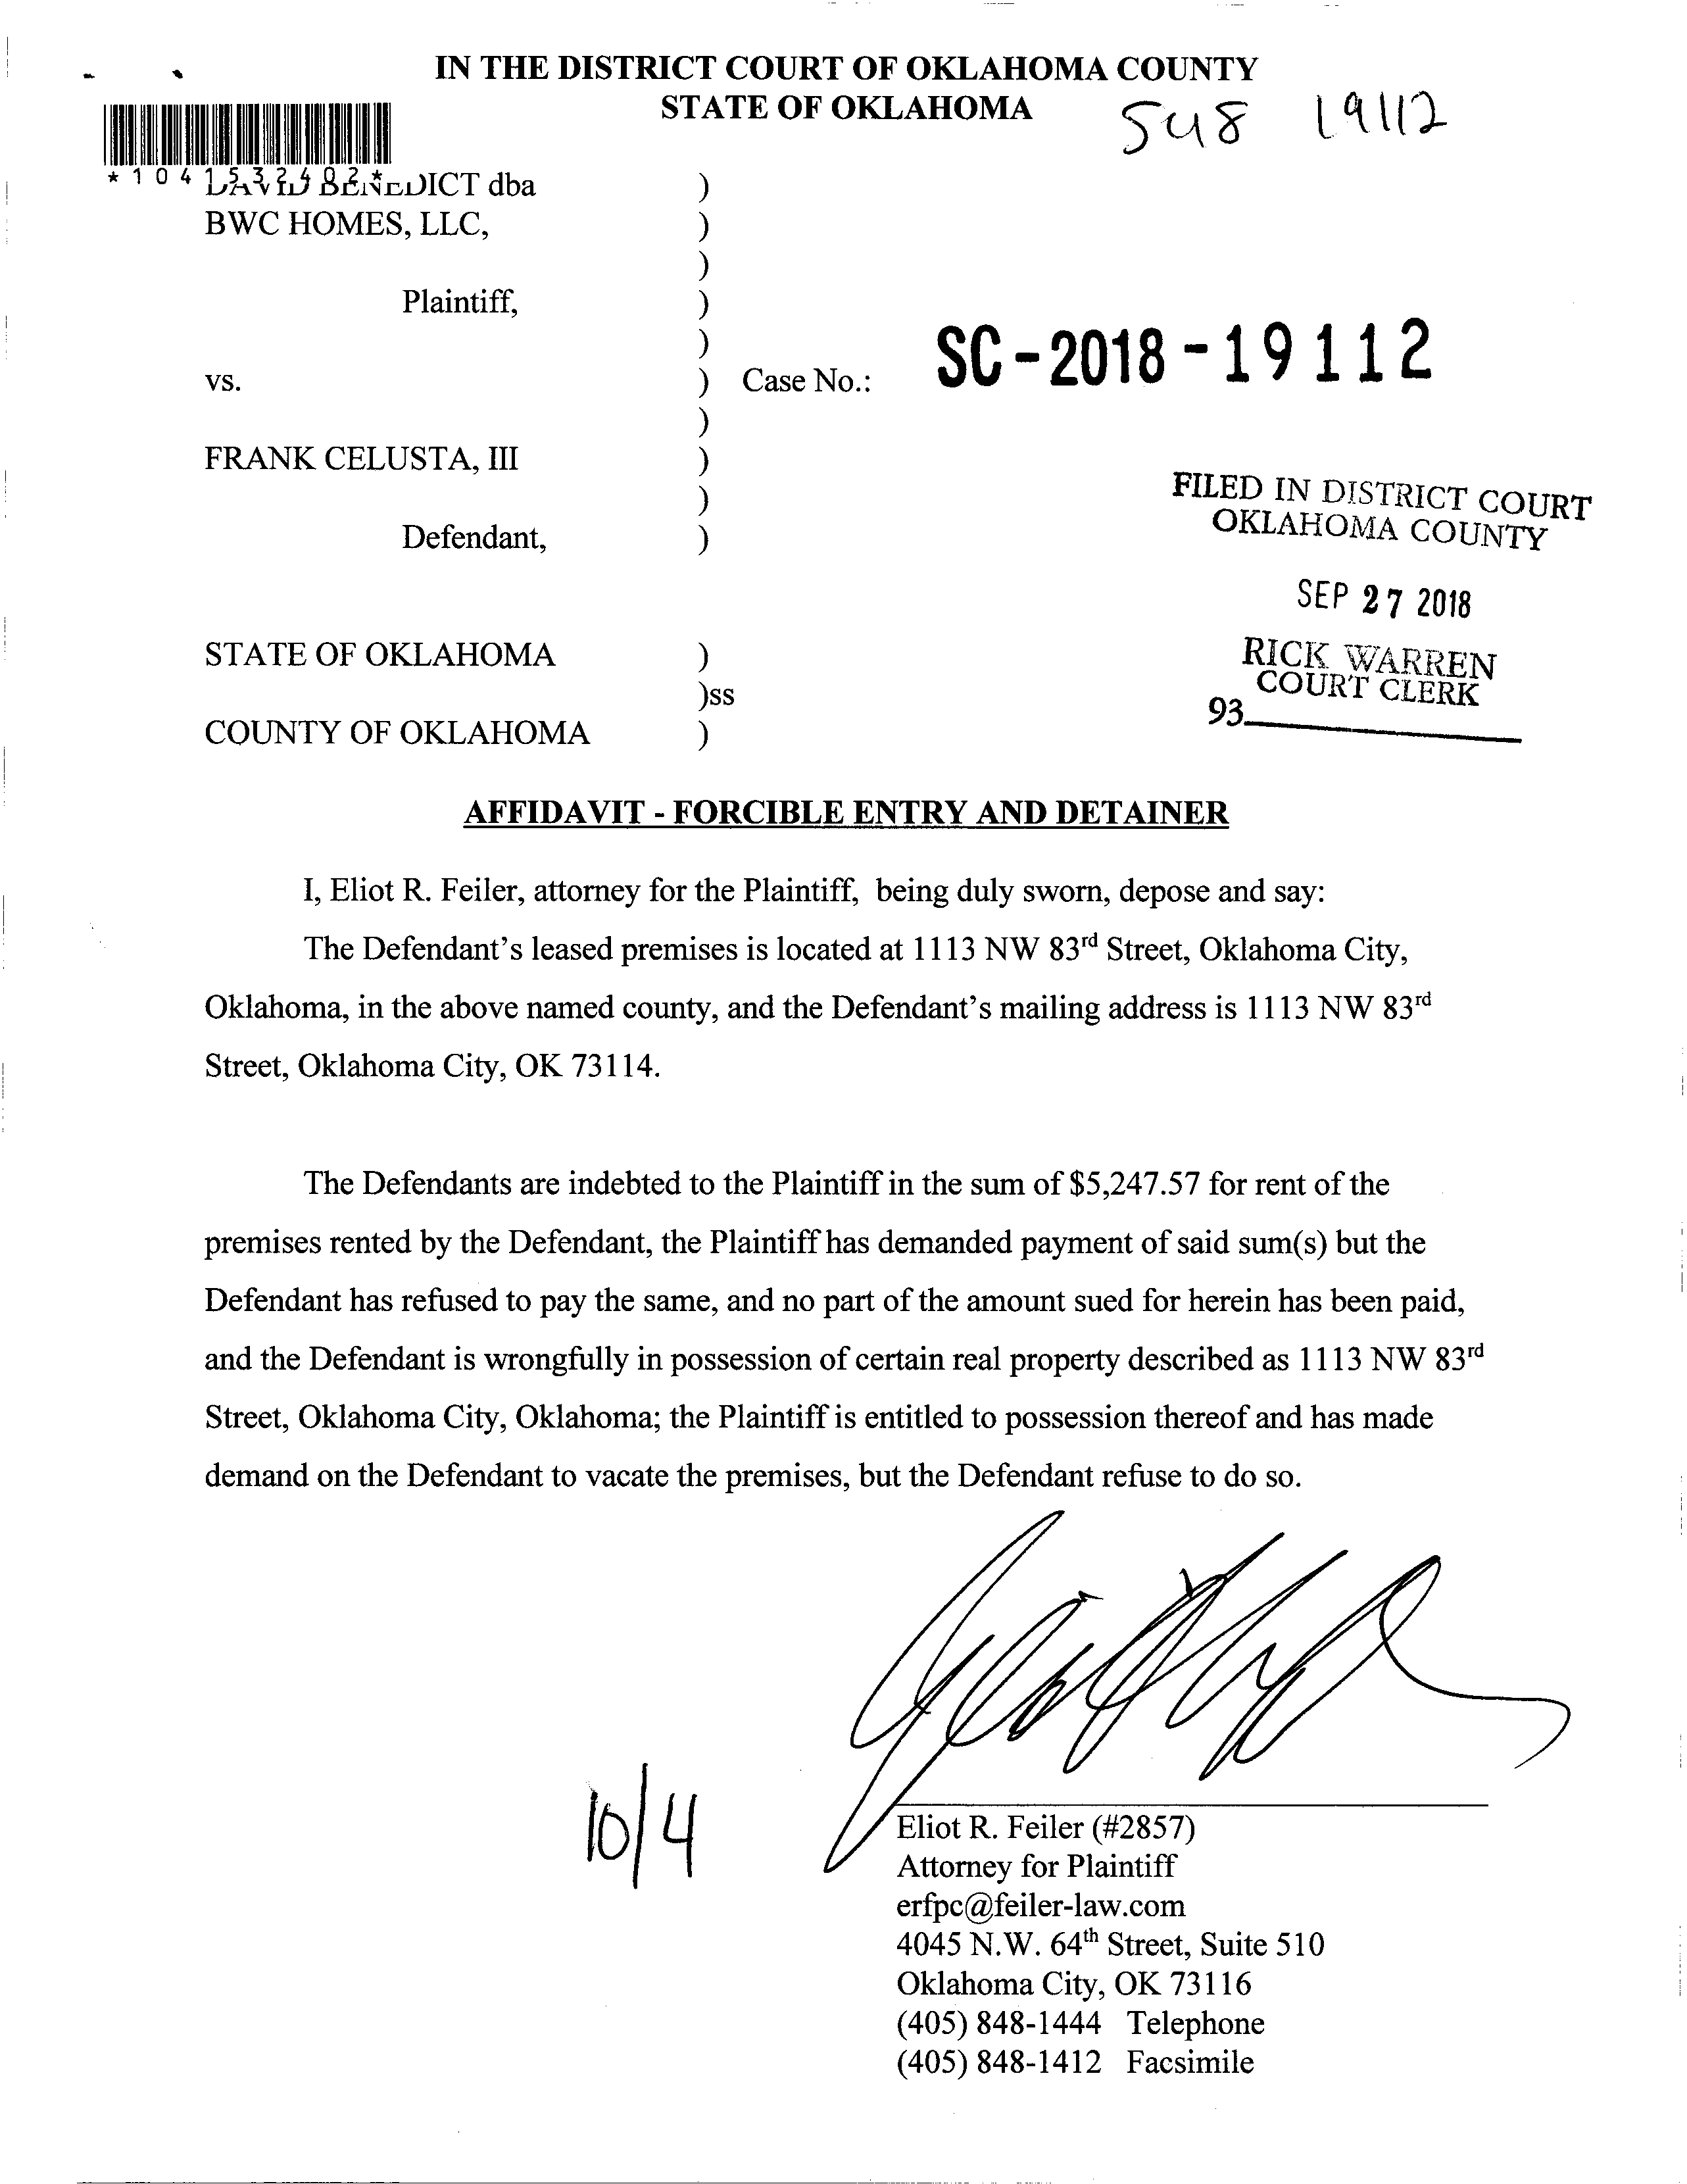 IN THE DISTRICT COURT OF OKLAHOMA COUNTY
STATE OF OKLAHOMA
548 19112
*1041532402*
DAVID BENEDICT dba )
BWC HOMES, LLC, )
)
Plaintiff, )
)
vs. ) Case No.: SC-2018-19112
)
FRANK CELUSTA, III )
)
Defendant, )
FILED IN DISTRICT COURT
OKLAHOMA COUNTY
SEP 27 2018
RICK WARREN
COURT CLERK
93
STATE OF OKLAHOMA )
)ss
COUNTY OF OKLAHOMA )
AFFIDAVIT - FORCIBLE ENTRY AND DETAINER
I, Eliot R. Feiler, attorney for the Plaintiff, being duly sworn, depose and say:
The Defendant's leased premises is located at 1113 NW 83rd Street, Oklahoma City,
Oklahoma, in the above named county, and the Defendant's mailing address is 1113 NW 83rd
Street, Oklahoma City, OK 73114.
The Defendants are indebted to the Plaintiff in the sum of $5,247.57 for rent of the
premises rented by the Defendant, the Plaintiff has demanded payment of said sum(s) but the
Defendant has refused to pay the same, and no part of the amount sued for herein has been paid,
and the Defendant is wrongfully in possession of certain real property described as 1113 NW 83rd
Street, Oklahoma City, Oklahoma; the Plaintiff is entitled to possession thereof and has made
demand on the Defendant to vacate the premises, but the Defendant refuse to do so.
10/4
Eliot R. Feiler (#2857)
Attorney for Plaintiff
erfpc@feiler-law.com
4045 N.W. 64th Street, Suite 510
Oklahoma City, OK 73116
(405) 848-1444 Telephone
(405) 848-1412 Facsimile